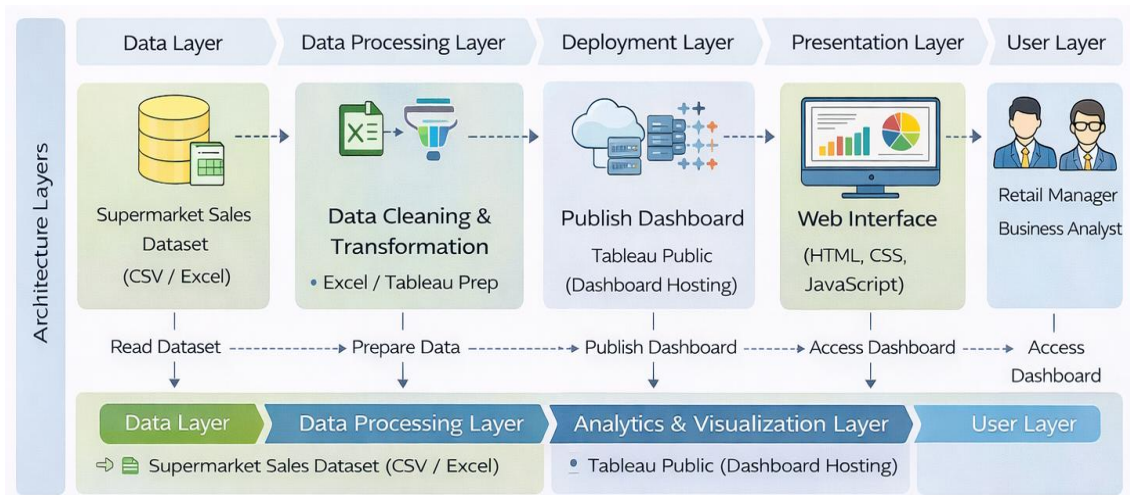 Architecture Layers
Data Layer
Data Processing Layer
Deployment Layer
Presentation Layer
User Layer
Supermarket Sales
Dataset
(CSV / Excel)
Data Cleaning &
Transformation
• Excel / Tableau Prep
Publish Dashboard
Tableau Public
(Dashboard Hosting)
Web Interface
(HTML, CSS,
JavaScript)
Retail Manager
Business Analyst
Read Dataset
Prepare Data
Publish Dashboard
Access Dashboard
Access
Dashboard
Data Layer
Data Processing Layer
Analytics & Visualization Layer
User Layer
Supermarket Sales Dataset (CSV / Excel)
Tableau Public (Dashboard Hosting)